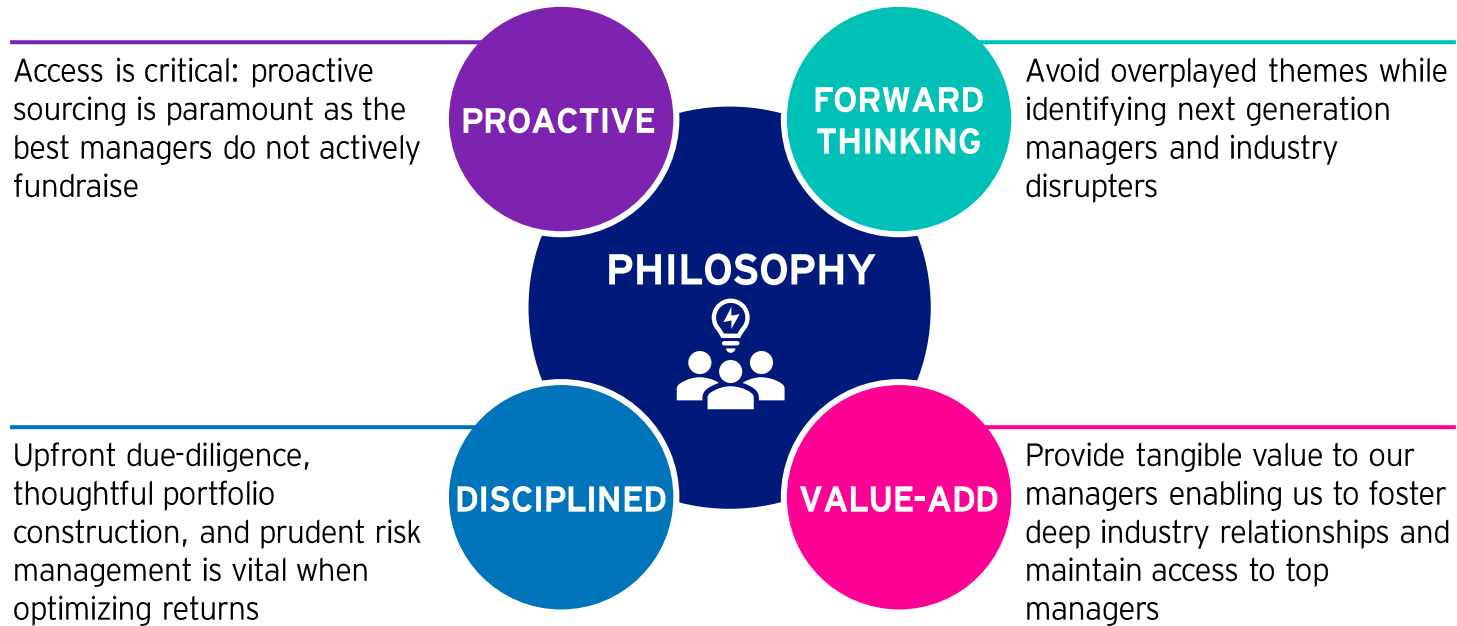 PROACTIVE
Access is critical: proactive
sourcing is paramount as the
best managers do not actively
fundraise
FORWARD
THINKING
Avoid overplayed themes while
identifying next generation
managers and industry
disrupters
PHILOSOPHY
DISCIPLINED
Upfront due-diligence,
thoughtful portfolio
construction, and prudent risk
management is vital when
optimizing returns
VALUE-ADD
Provide tangible value to our
managers enabling us to foster
deep industry relationships and
maintain access to top
managers